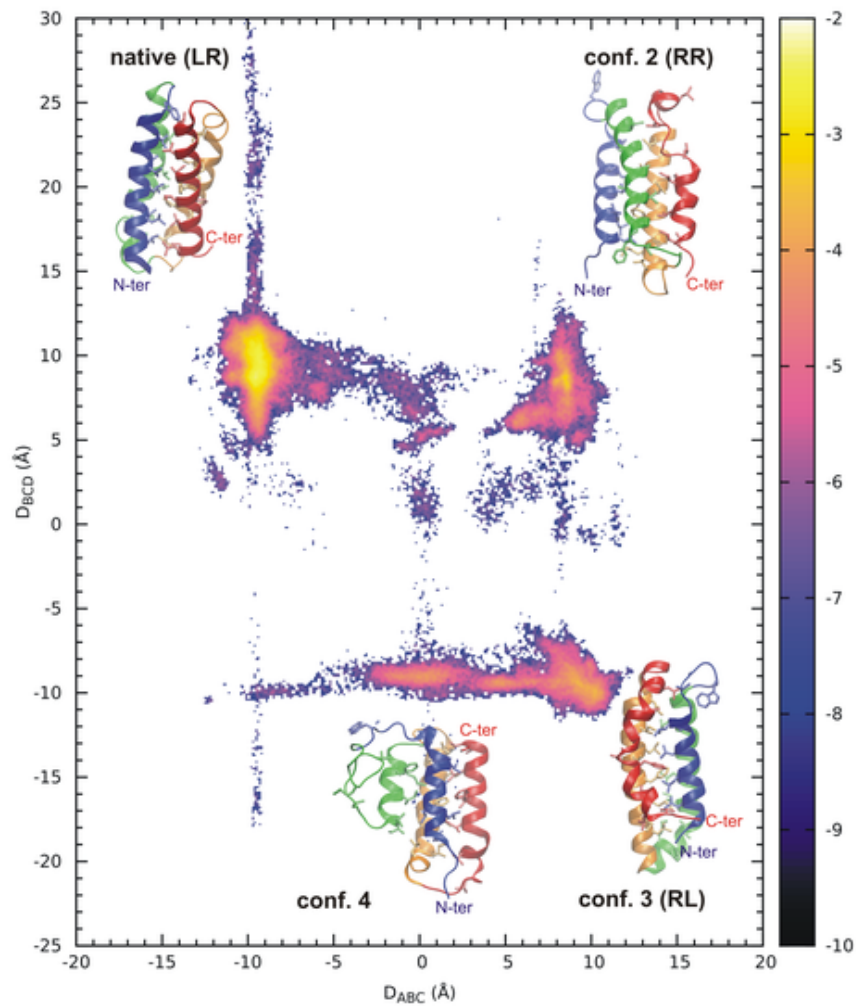 native (LR)
conf. 2 (RR)
C-ter
N-ter
N-ter
C-ter
C-ter
N-ter
conf. 4
C-ter
N-ter
conf. 3 (RL)
30
25
20
15
10
5
0
-5
-10
-15
-20
-25
D_BCD (Å)
-20
-15
-10
-5
0
5
10
15
20
D_ABC (Å)
-2
-3
-4
-5
-6
-7
-8
-9
-10